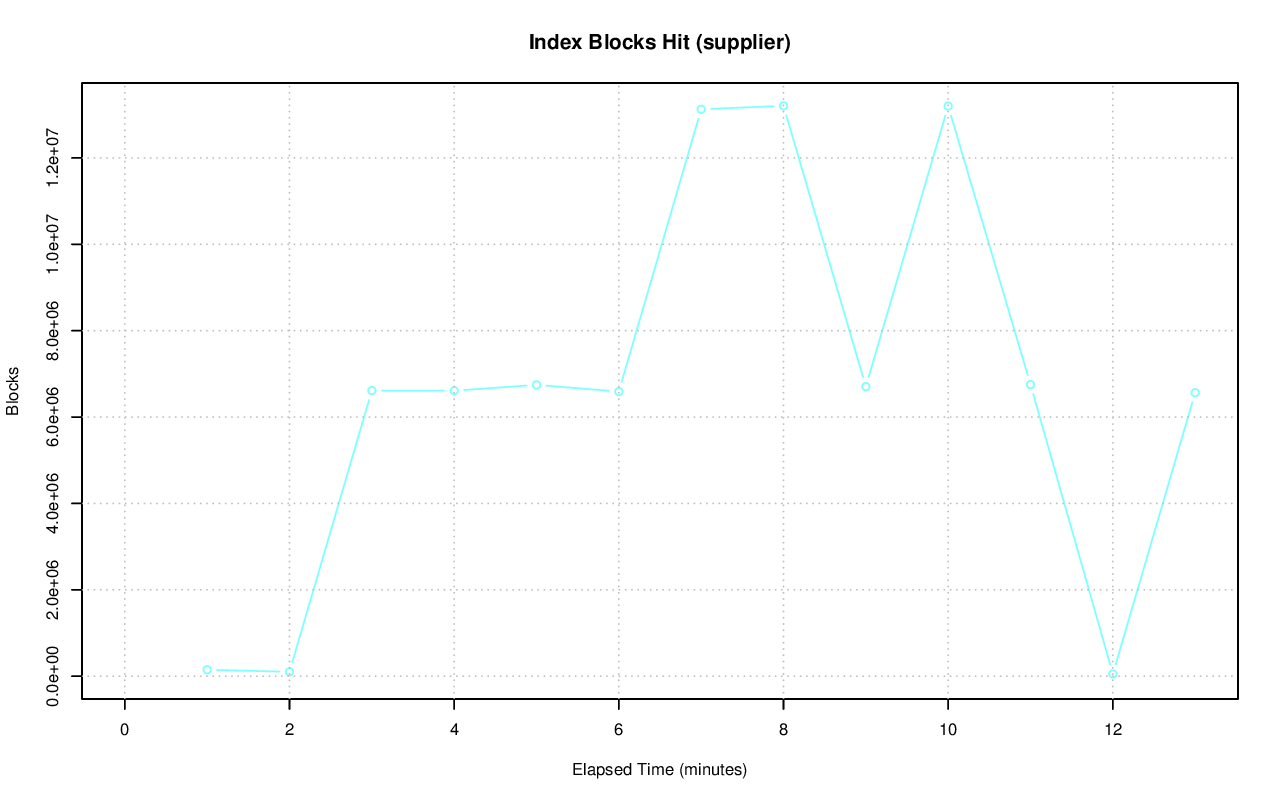 Index Blocks Hit (supplier)
Blocks
1.2e+07
1.0e+07
8.0e+06
6.0e+06
4.0e+06
2.0e+06
0.0e+00
0 2 4 6 8 10 12
Elapsed Time (minutes)